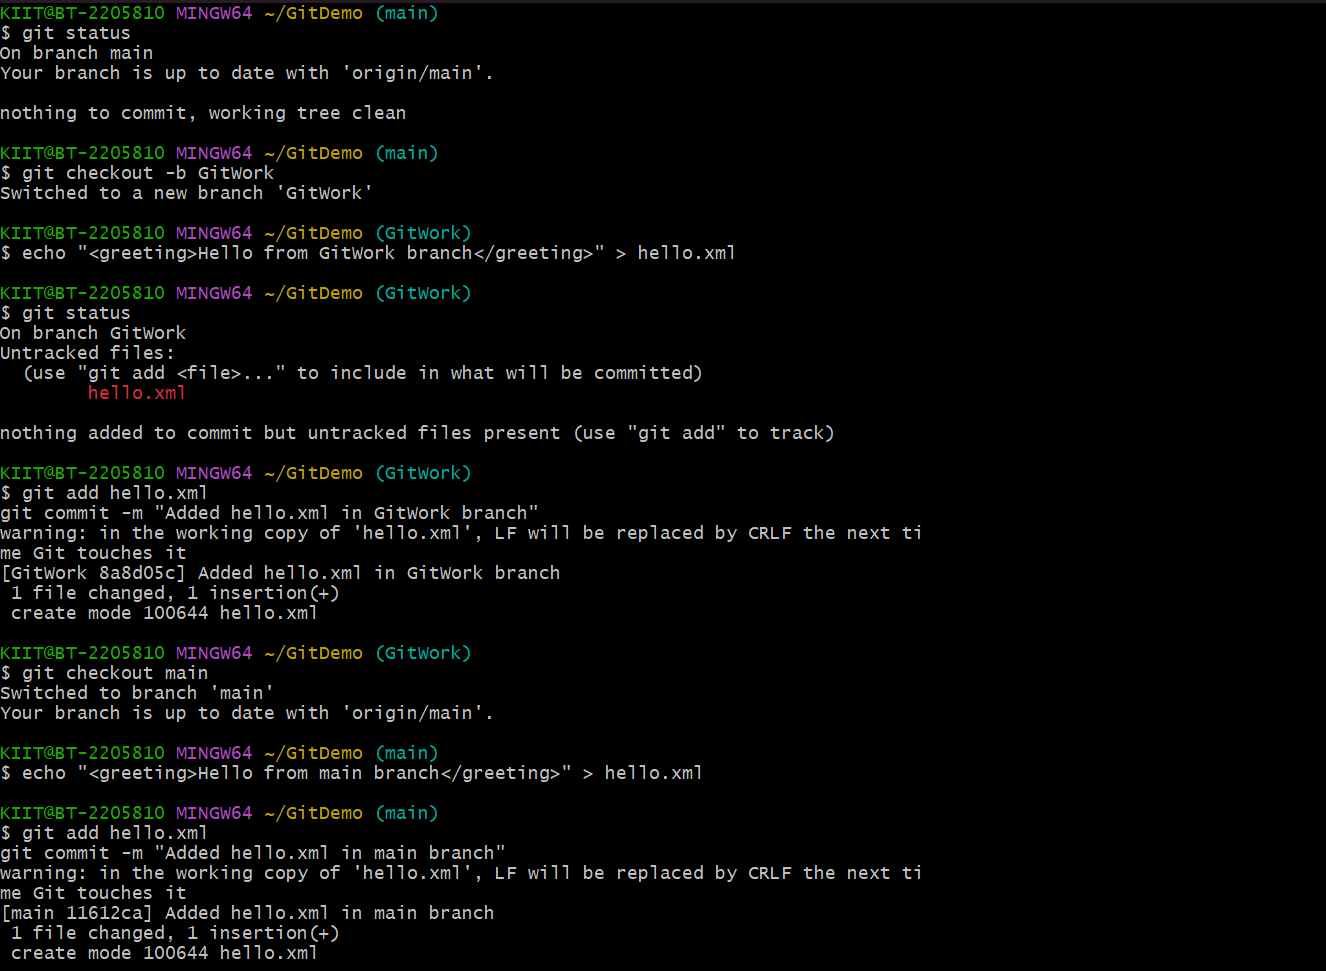 KIIT@BT-2205810 MINGW64 ~/GitDemo (main)
$ git status
On branch main
Your branch is up to date with 'origin/main'.
nothing to commit, working tree clean
KIIT@BT-2205810 MINGW64 ~/GitDemo (main)
$ git checkout -b GitWork
Switched to a new branch 'GitWork'
KIIT@BT-2205810 MINGW64 ~/GitDemo (GitWork)
$ echo "<greeting>Hello from GitWork branch</greeting>" > hello.xml
KIIT@BT-2205810 MINGW64 ~/GitDemo (GitWork)
$ git status
On branch GitWork
Untracked files:
  (use "git add <file>..." to include in what will be committed)
        hello.xml
nothing added to commit but untracked files present (use "git add" to track)
KIIT@BT-2205810 MINGW64 ~/GitDemo (GitWork)
$ git add hello.xml
git commit -m "Added hello.xml in GitWork branch"
warning: in the working copy of 'hello.xml', LF will be replaced by CRLF the next ti
me Git touches it
[GitWork 8a8d05c] Added hello.xml in GitWork branch
 1 file changed, 1 insertion(+)
 create mode 100644 hello.xml
KIIT@BT-2205810 MINGW64 ~/GitDemo (GitWork)
$ git checkout main
Switched to branch 'main'
Your branch is up to date with 'origin/main'.
KIIT@BT-2205810 MINGW64 ~/GitDemo (main)
$ echo "<greeting>Hello from main branch</greeting>" > hello.xml
KIIT@BT-2205810 MINGW64 ~/GitDemo (main)
$ git add hello.xml
git commit -m "Added hello.xml in main branch"
warning: in the working copy of 'hello.xml', LF will be replaced by CRLF the next ti
me Git touches it
[main 11612ca] Added hello.xml in main branch
 1 file changed, 1 insertion(+)
 create mode 100644 hello.xml